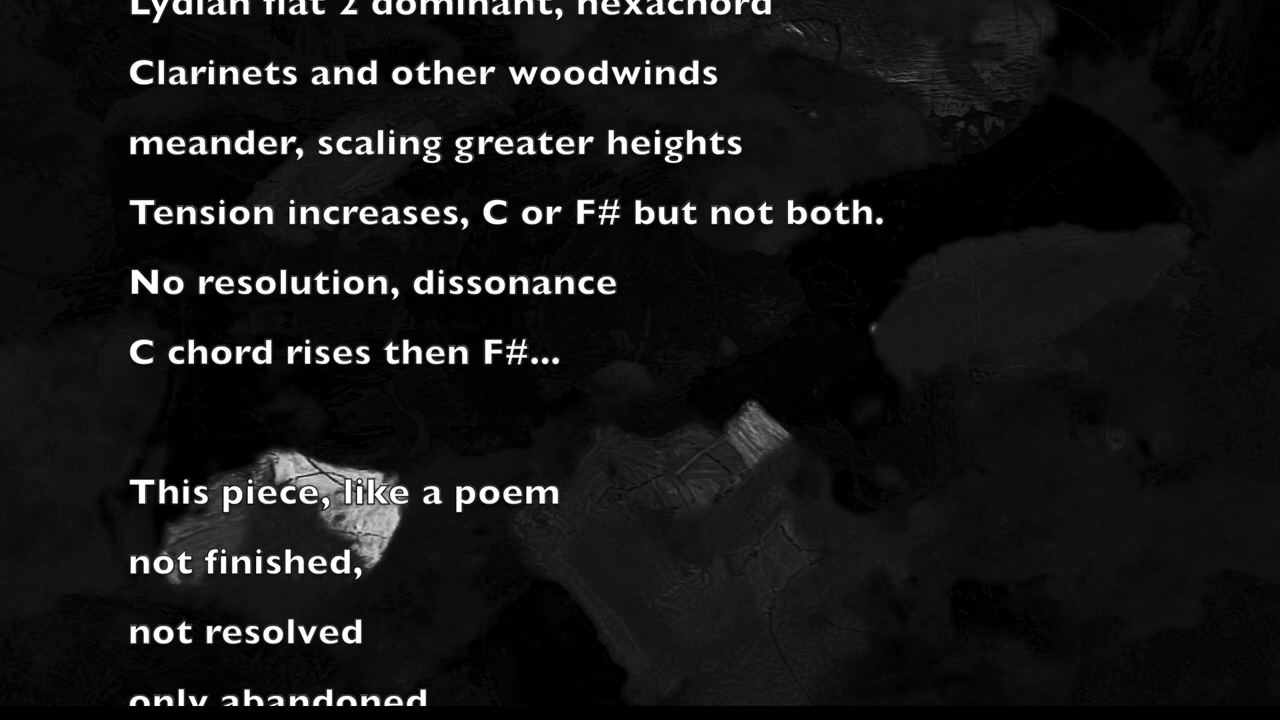 Lydian flat 2 dominant, hexachord
Clarinets and other woodwinds
meander, scaling greater heights
Tension increases, C or F# but not both.
No resolution, dissonance
C chord rises then F#...
This piece, like a poem
not finished,
not resolved
only abandoned